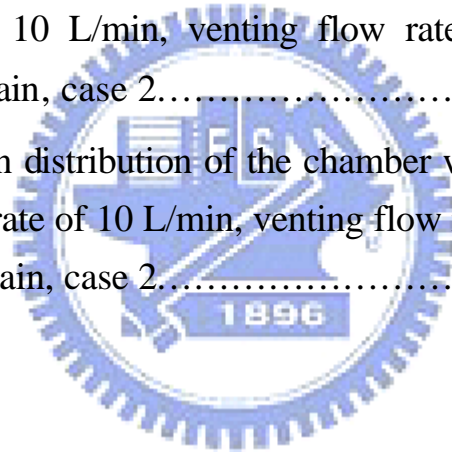 10 L/min, venting flow rate
ain, case 2…………………
n distribution of the chamber v
rate of 10 L/min, venting flow
ain, case 2…………………
E S
1896